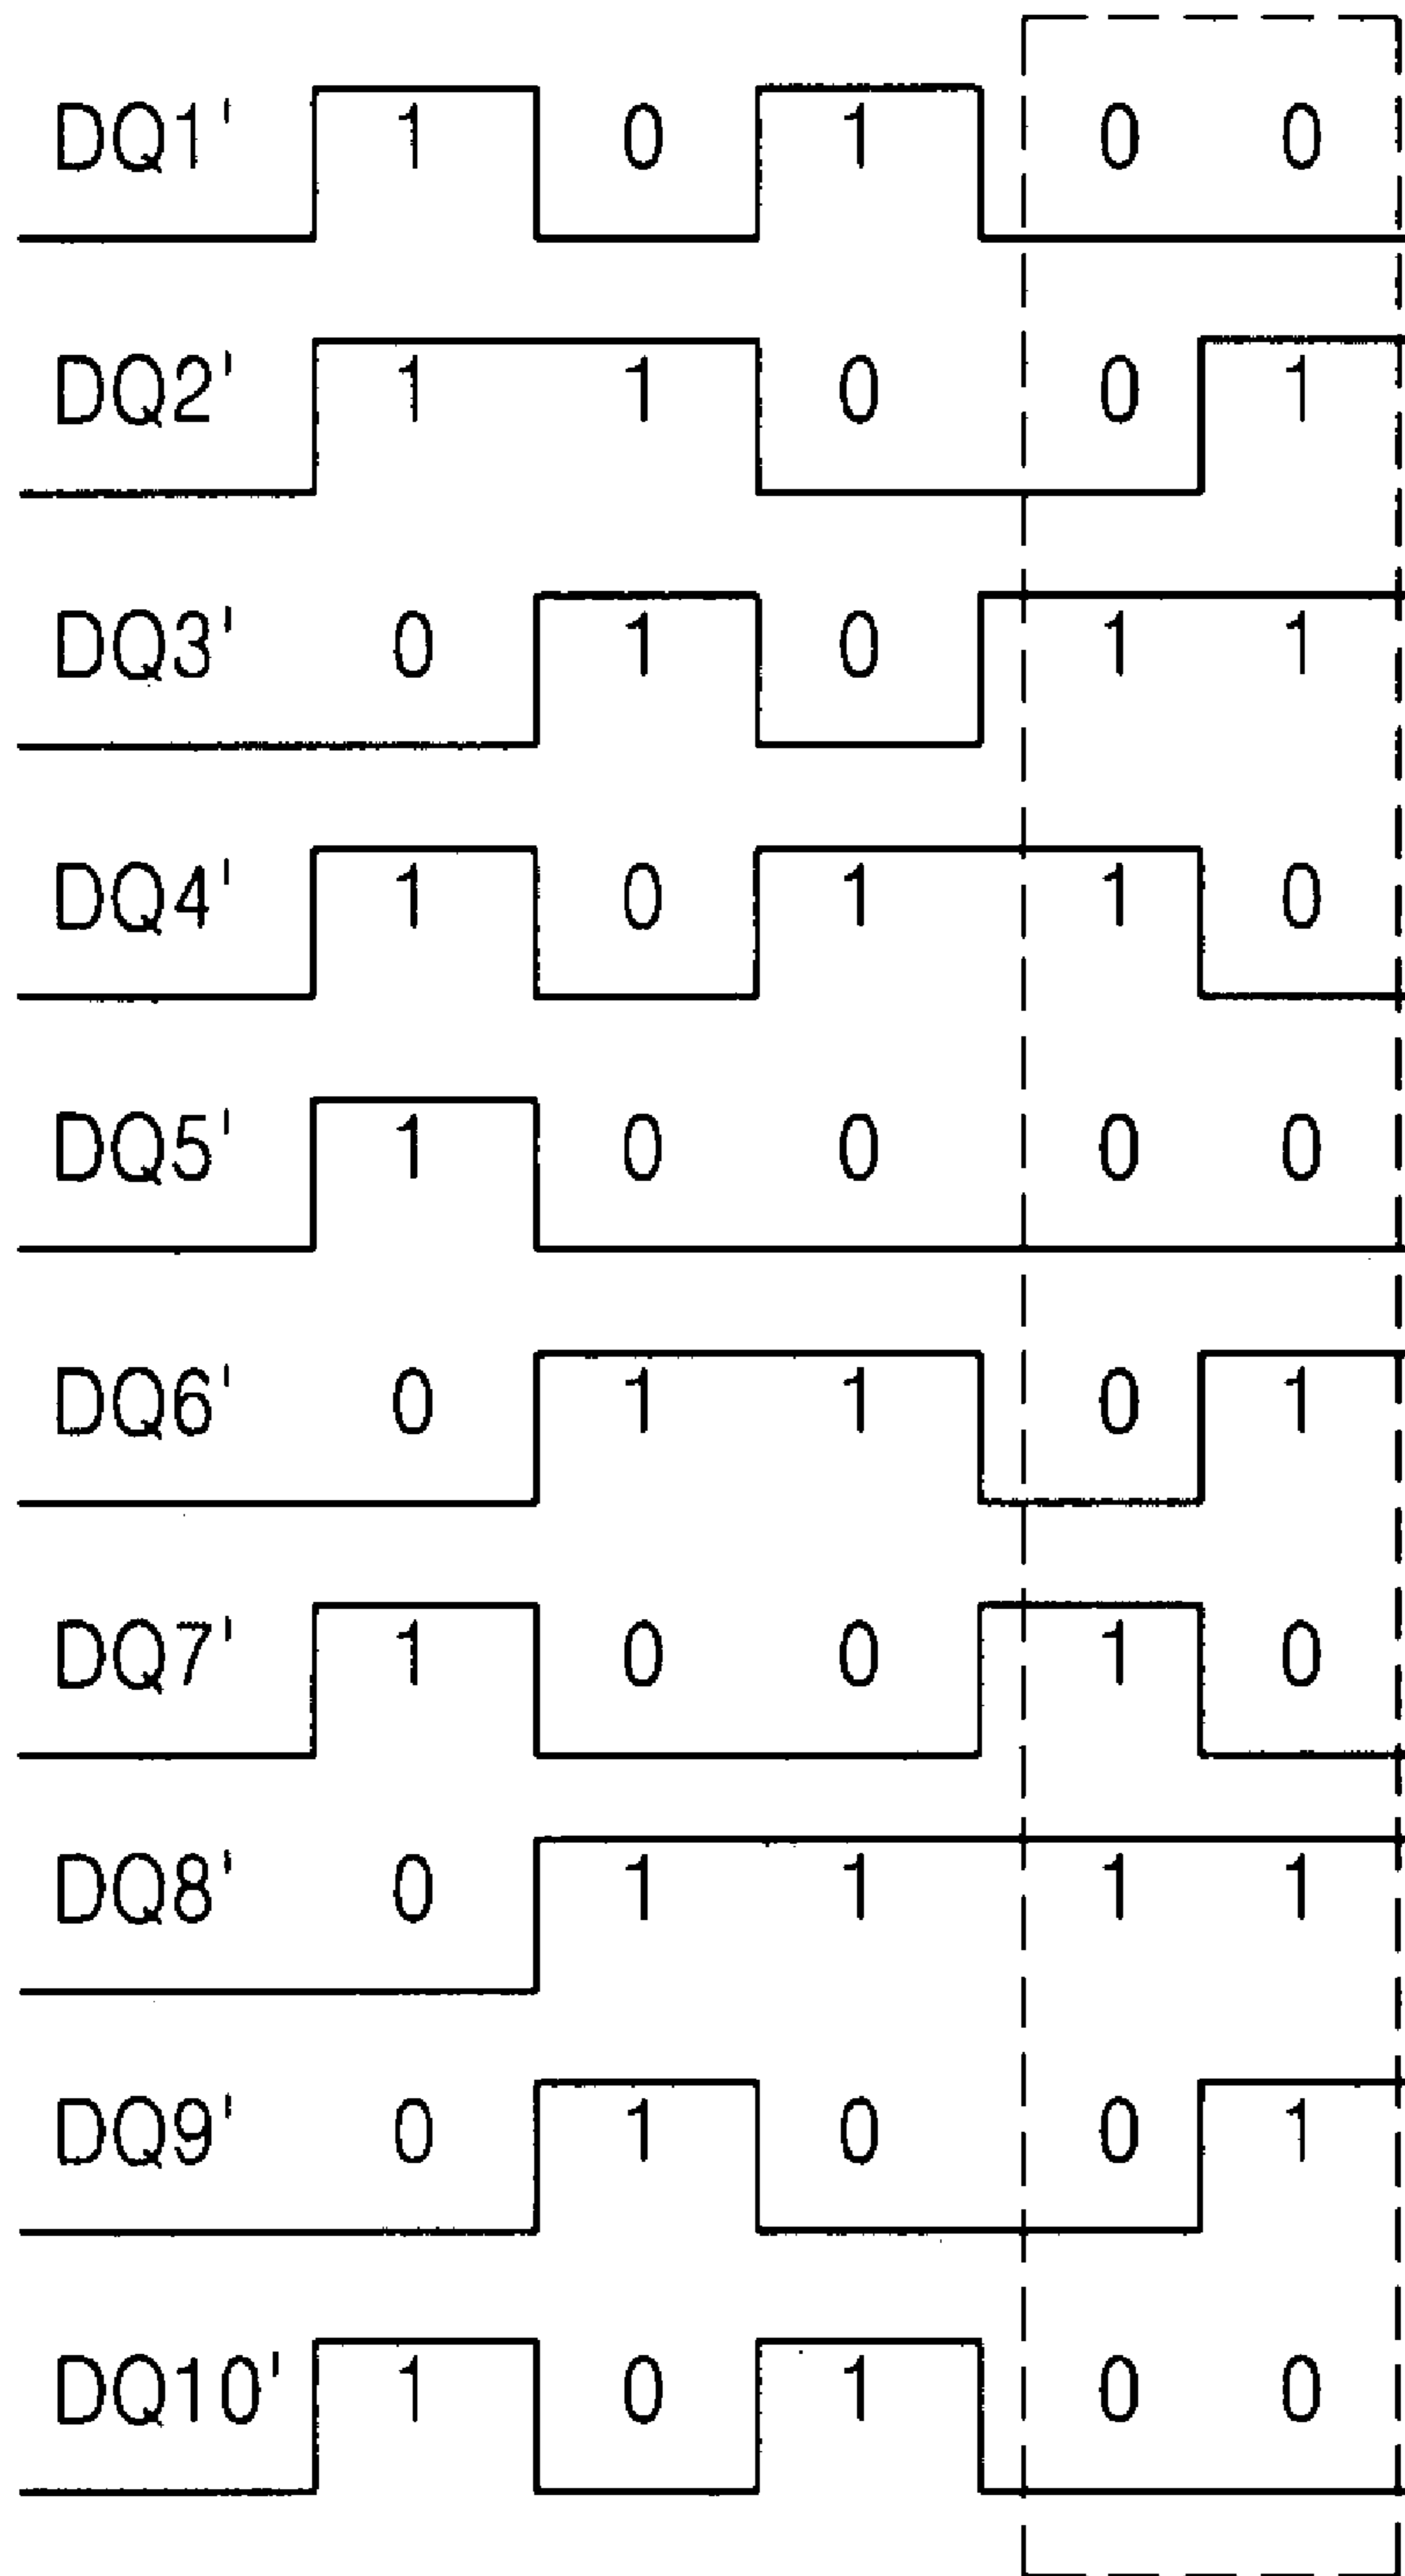 DQ1' 1 0 1 0 0
DQ2' 1 1 0 0 1
DQ3' 0 1 0 1 1
DQ4' 1 0 1 1 0
DQ5' 1 0 0 0 0
DQ6' 0 1 1 0 1
DQ7' 1 0 0 1 0
DQ8' 0 1 1 1 1
DQ9' 0 1 0 0 1
DQ10' 1 0 1 0 0